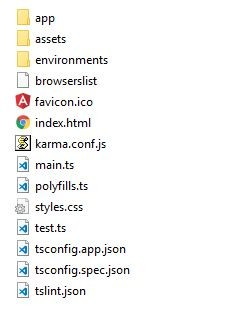 app
assets
environments
browserslist
favicon.ico
index.html
karma.conf.js
main.ts
polyfills.ts
styles.css
test.ts
tsconfig.app.json
tsconfig.spec.json
tslint.json